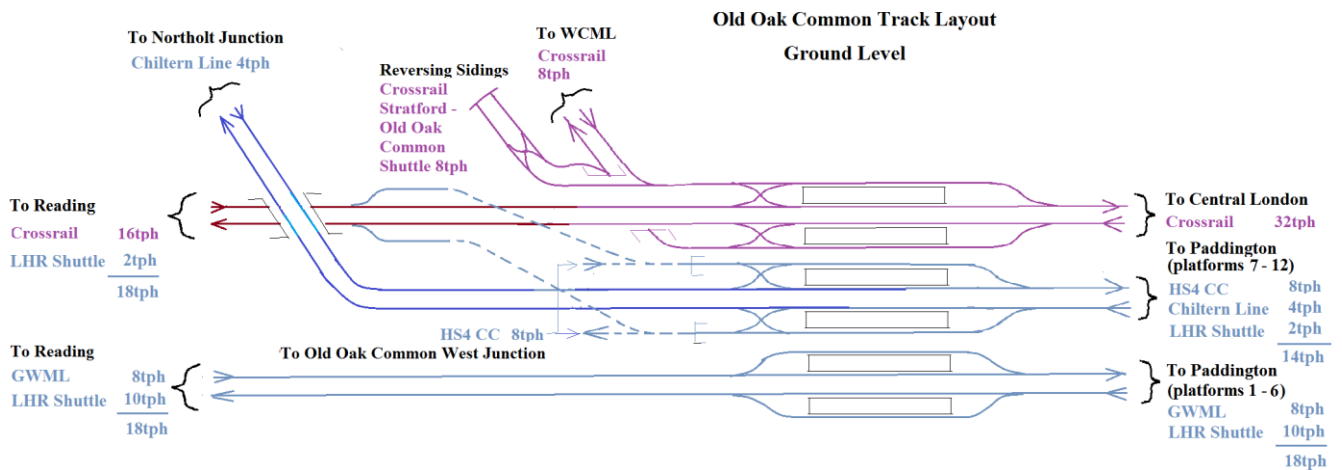 Old Oak Common Track Layout
Ground Level
To Northolt Junction
Chiltern Line 4tph
Reversing Sidings
Crossrail
Stratford -
Old Oak
Common
Shuttle 8tph
To WCML
Crossrail
8tph
To Reading
Crossrail 16tph
LHR Shuttle 2tph
18tph
To Central London
Crossrail 32tph
To Paddington
(platforms 7 - 12)
HS4 CC 8tph
Chiltern Line 4tph
LHR Shuttle 2tph
14tph
HS4 CC 8tph
To Old Oak Common West Junction
To Reading
GWML 8tph
LHR Shuttle 10tph
18tph
To Paddington
(platforms 1 - 6)
GWML 8tph
LHR Shuttle 10tph
18tph